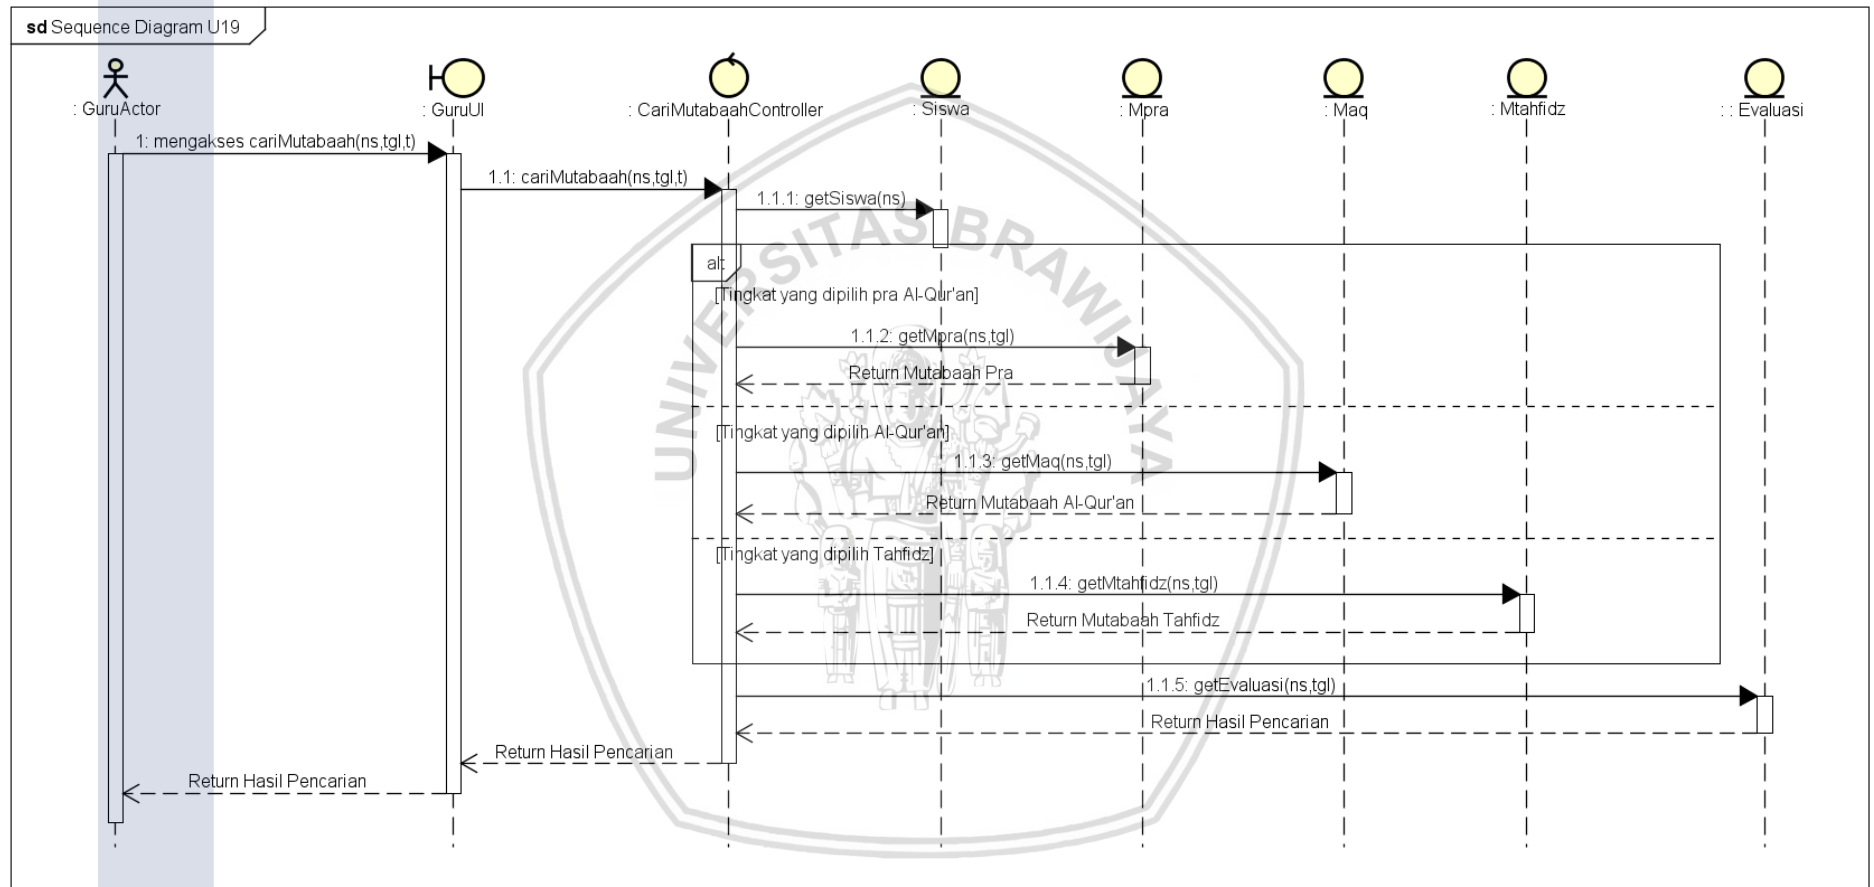 sd Sequence Diagram U19
: GuruActor
: GuruUI
: CariMutabaahController
: Siswa
: Mpra
: Maq
: Mtahfidz
: : Evaluasi
1: mengakses cariMutabaah(ns,tgl,t)
1.1: cariMutabaah(ns,tgl,t)
1.1.1: getSiswa(ns)
UNIVERSITAS BRAWIJAYA
alt
[Tingkat yang dipilih pra Al-Qur'an]
1.1.2: getMpra(ns,tgl)
Return Mutabaah Pra
[Tingkat yang dipilih Al-Qur'an]
1.1.3: getMaq(ns,tgl)
Return Mutabaah Al-Qur'an
[Tingkat yang dipilih Tahfidz]
1.1.4: getMtahfidz(ns,tgl)
Return Mutabaah Tahfidz
1.1.5: getEvaluasi(ns,tgl)
Return Hasil Pencarian
Return Hasil Pencarian
Return Hasil Pencarian